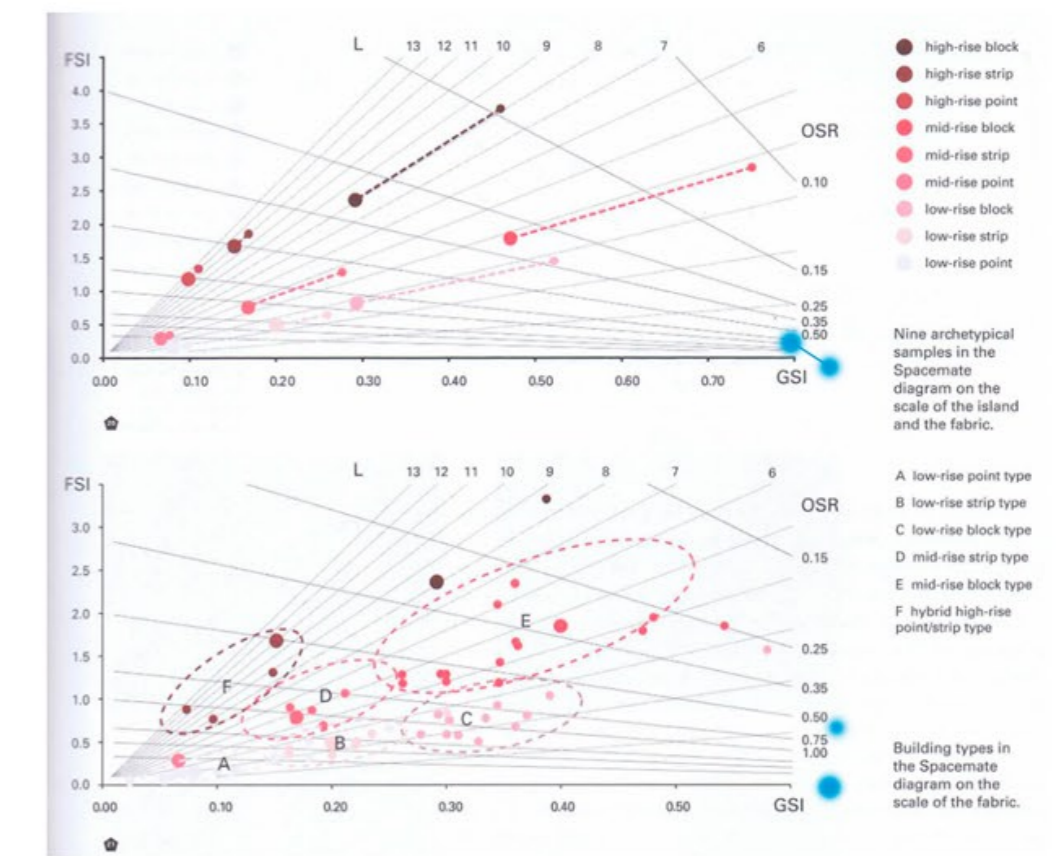 L 13 12 11 10 9 8 7 6
FSI
4.0
3.5
3.0
2.5
2.0
1.5
1.0
0.5
0.0
OSR
0.10
0.15
0.25
0.35
0.50
0.00 0.10 0.20 0.30 0.40 0.50 0.60 0.70
GSI
high-rise block
high-rise strip
high-rise point
mid-rise block
mid-rise strip
mid-rise point
low-rise block
low-rise strip
low-rise point
Nine archetypical
samples in the
Spacemate
diagram on the
scale of the island
and the fabric.
L 13 12 11 10 9 8 7 6
FSI
3.0
2.5
2.0
1.5
1.0
0.5
0.0
OSR
0.15
0.25
0.35
0.50
0.75
1.00
E
F
D
C
B
A
0.00 0.10 0.20 0.30 0.40 0.50
GSI
A low-rise point type
B low-rise strip type
C low-rise block type
D mid-rise strip type
E mid-rise block type
F hybrid high-rise
point/strip type
Building types in
the Spacemate
diagram on the
scale of the fabric.